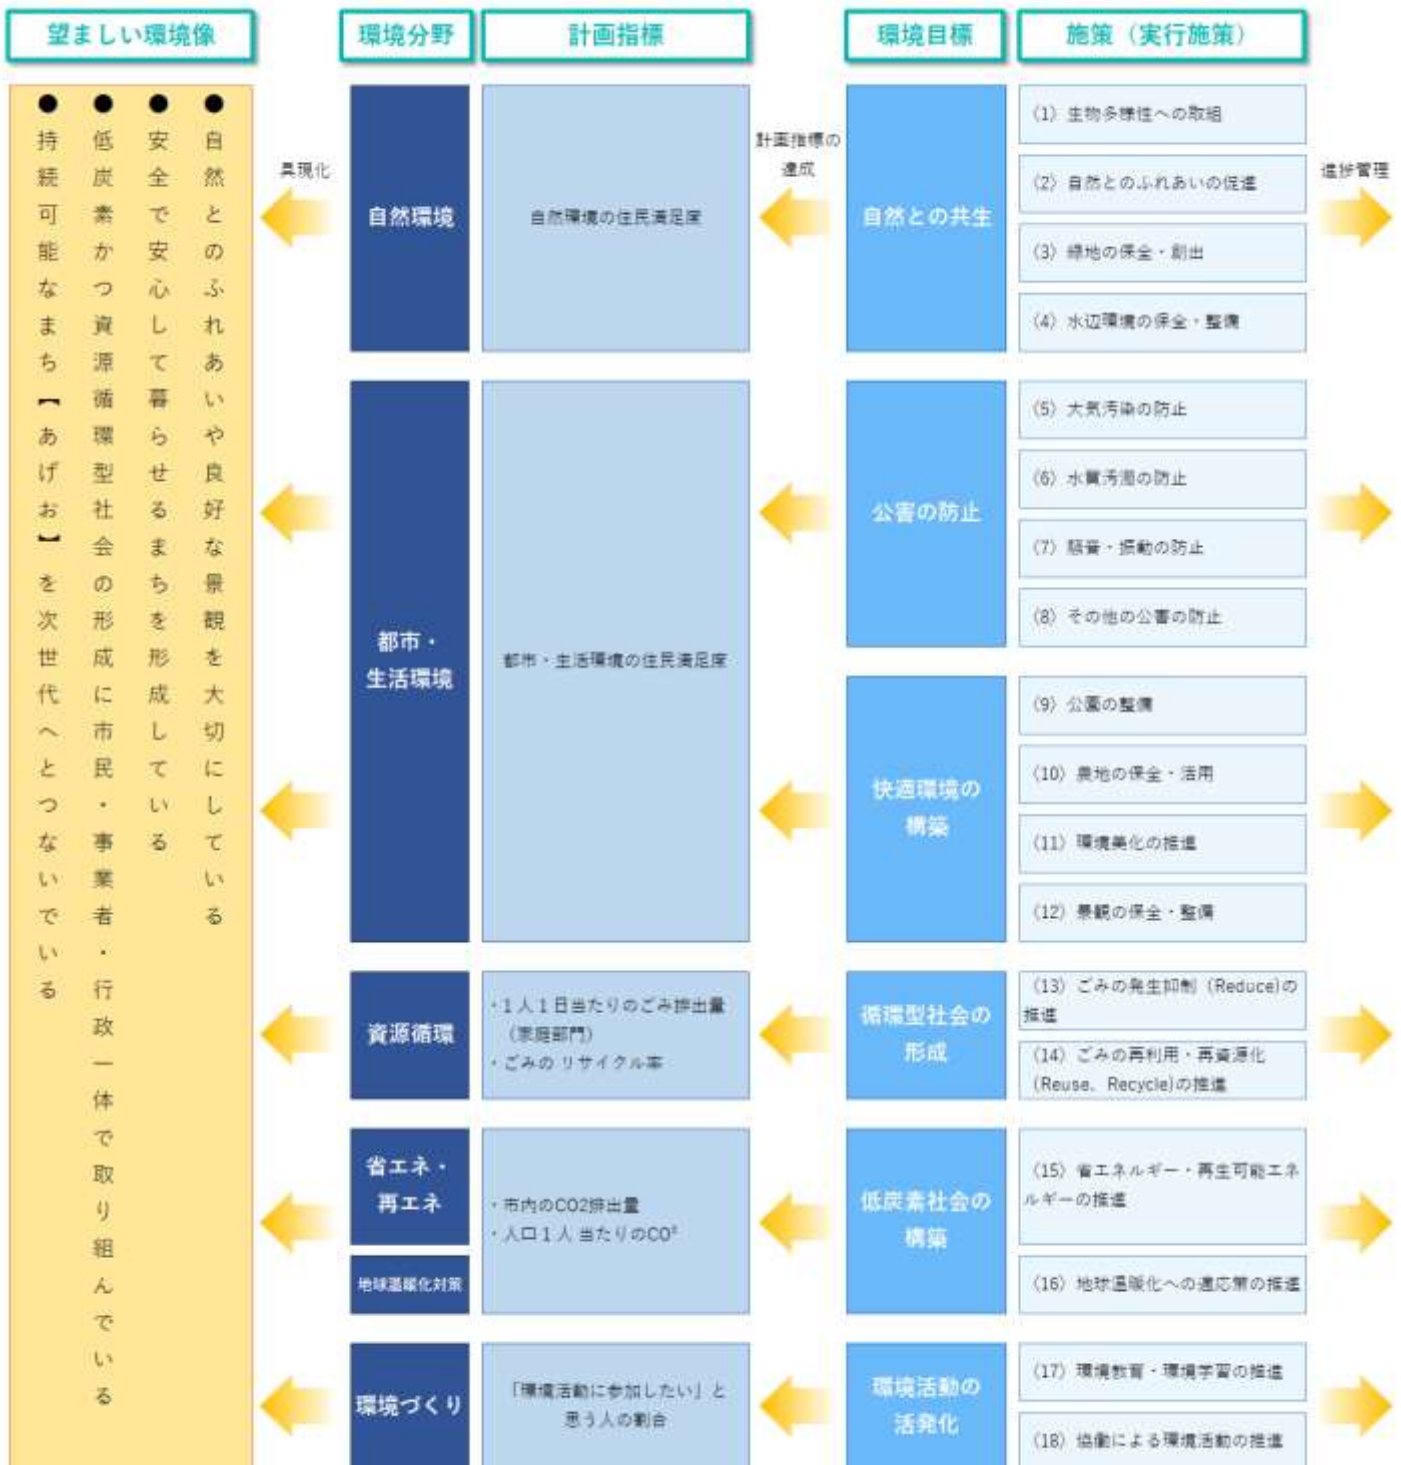 望ましい環境像
環境分野
計画指標
環境目標
施策（実行施策）
●自然とのふれあいや良好な景観を大切にしている
●安全で安心して暮らせるまちを形成している
●低炭素かつ資源循環型社会の形成に市民・事業者・行政一体で取り組んでいる
●持続可能なまち【あげお】を次世代へとつないでいる
具現化
計画指標の
達成
進捗管理
自然環境
自然環境の住民満足度
自然との共生
(1) 生物多様性への取組
(2) 自然とのふれあいの促進
(3) 緑地の保全・創出
(4) 水辺環境の保全・整備
都市・
生活環境
都市・生活環境の住民満足度
公害の防止
(5) 大気汚染の防止
(6) 水質汚濁の防止
(7) 騒音・振動の防止
(8) その他の公害の防止
快適環境の
構築
(9) 公園の整備
(10) 農地の保全・活用
(11) 環境美化の推進
(12) 景観の保全・整備
資源循環
・1人1日当たりのごみ排出量
（家庭部門）
・ごみの リサイクル率
循環型社会の
形成
(13) ごみの発生抑制（Reduce)の
推進
(14) ごみの再利用・再資源化
(Reuse、Recycle)の推進
省エネ・
再エネ
地球温暖化対策
・市内のCO2排出量
・人口1人 当たりのCO²
低炭素社会の
構築
(15) 省エネルギー・再生可能エネ
ルギーの推進
(16) 地球温暖化への適応策の推進
環境づくり
「環境活動に参加したい」と
思う人の割合
環境活動の
活発化
(17) 環境教育・環境学習の推進
(18) 協働による環境活動の推進